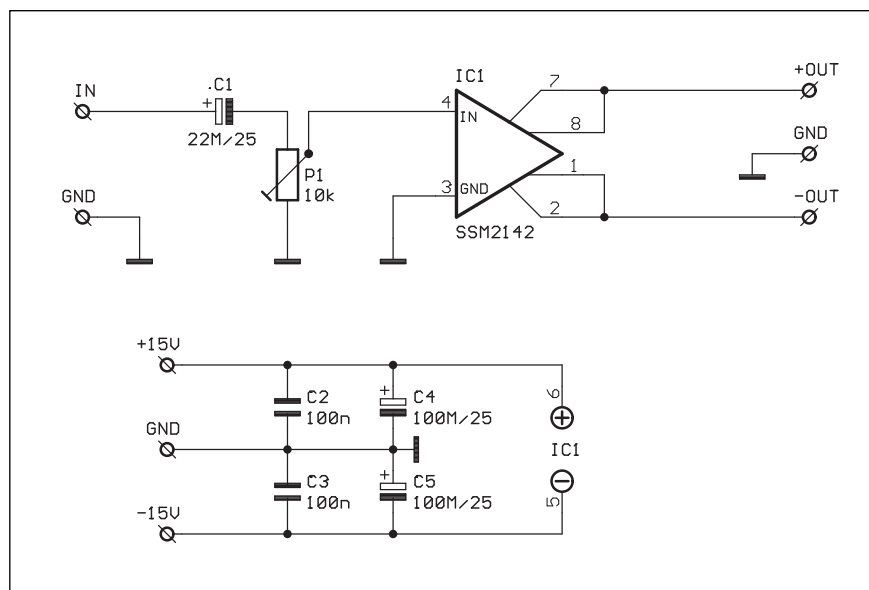 IN
.C1
+
22M/25
P1
10k
GND
IC1
4
IN
3
GND
SSM2142
7
8
1
2
+OUT
GND
-OUT
+15V
GND
-15V
C2
100n
+
C4
100M/25
C3
100n
+
C5
100M/25
6
+
IC1
−
5